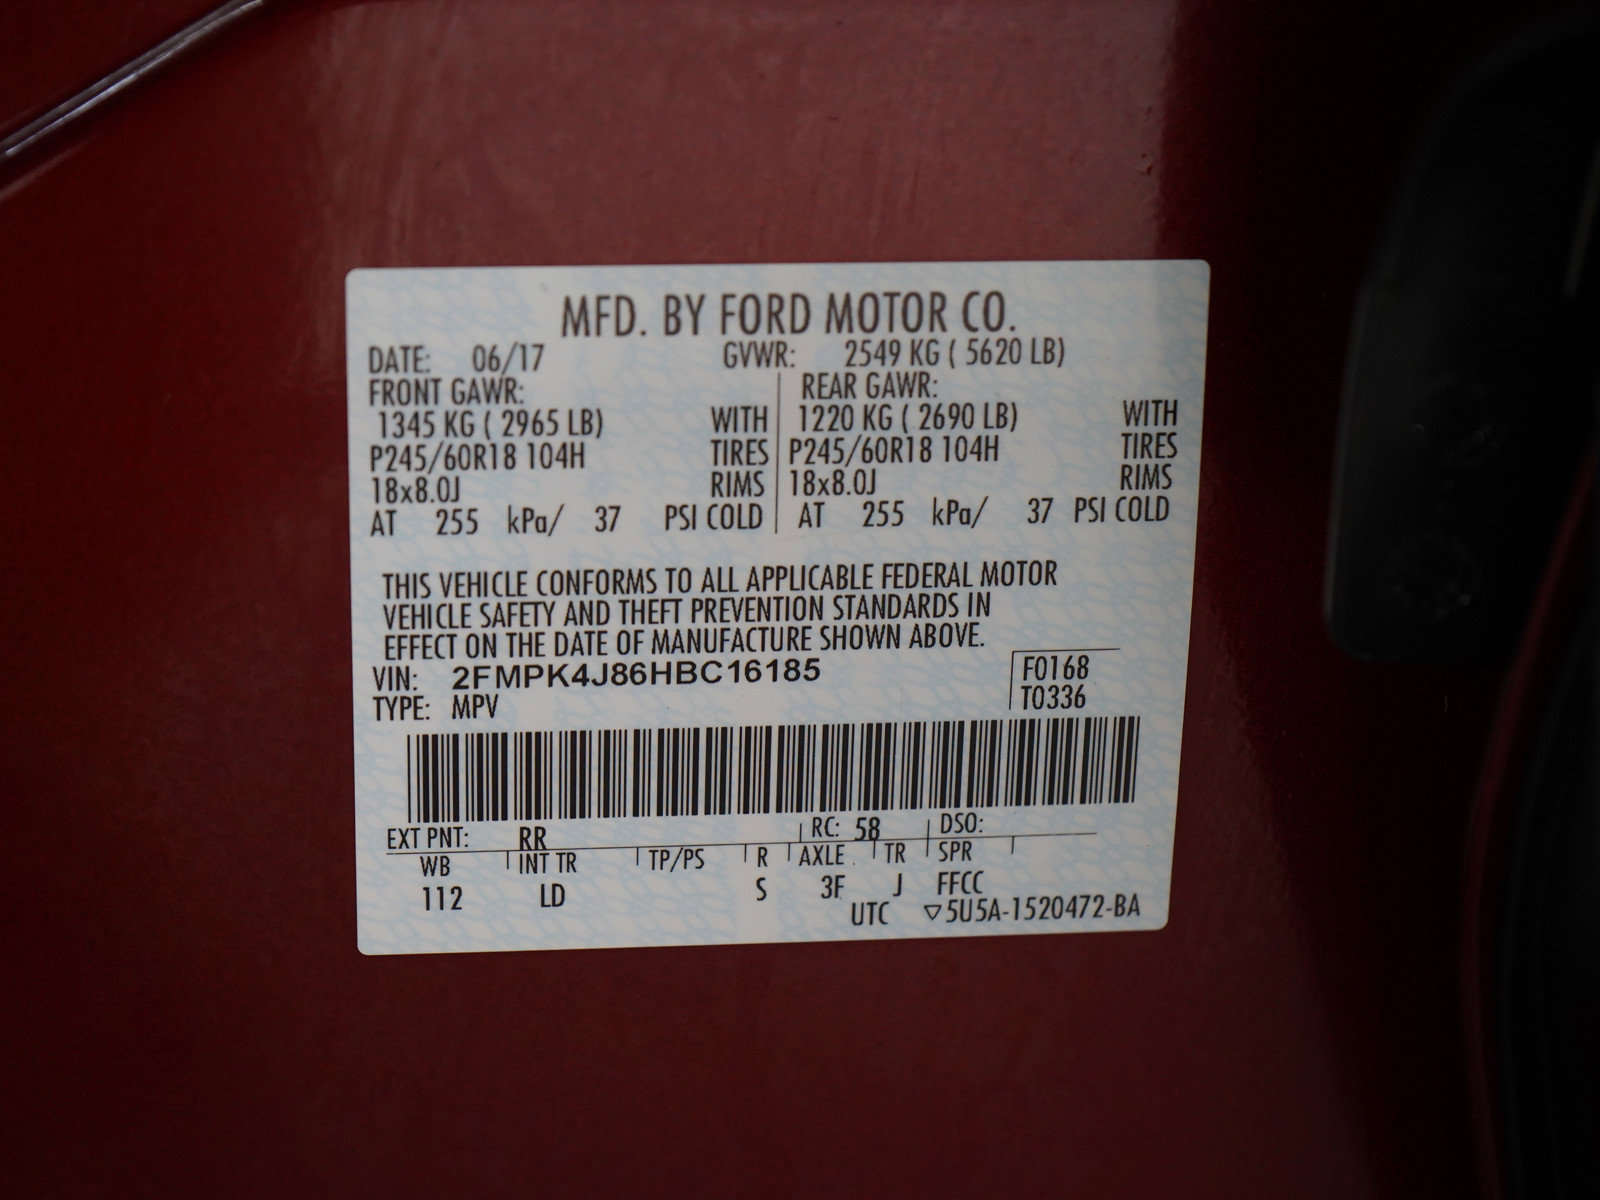 MFD. BY FORD MOTOR CO.
DATE: 06/17 GVWR: 2549 KG ( 5620 LB)
FRONT GAWR: REAR GAWR:
1345 KG ( 2965 LB) WITH 1220 KG ( 2690 LB) WITH
P245/60R18 104H TIRES P245/60R18 104H TIRES
18x8.0J RIMS 18x8.0J RIMS
AT 255 kPa/ 37 PSI COLD AT 255 kPa/ 37 PSI COLD
THIS VEHICLE CONFORMS TO ALL APPLICABLE FEDERAL MOTOR
VEHICLE SAFETY AND THEFT PREVENTION STANDARDS IN
EFFECT ON THE DATE OF MANUFACTURE SHOWN ABOVE.
VIN: 2FMPK4J86HBC16185 F0168
TYPE: MPV T0336
EXT PNT: RR RC: 58 DSO:
WB INT TR TP/PS R AXLE TR SPR
112 LD S 3F J FFCC
UTC ▽5U5A-1520472-BA